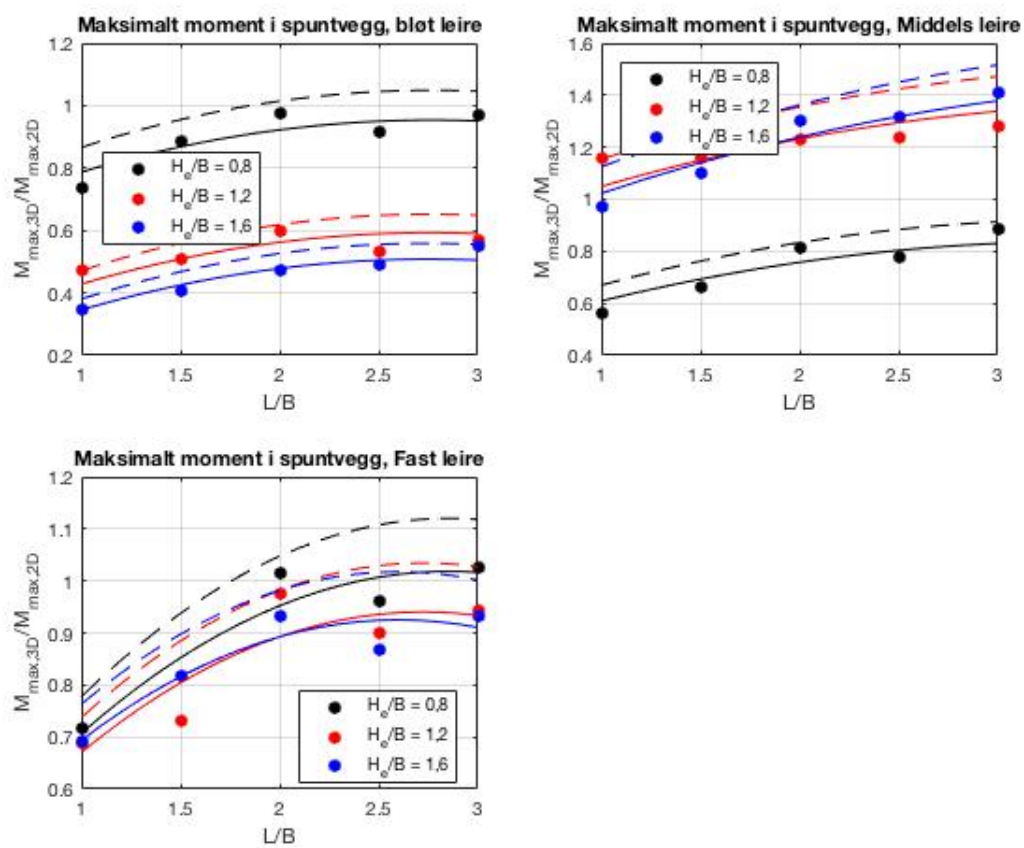 Maksimalt moment i spuntvegg, bløt leire
1.2
1
0.8
0.6
0.4
0.2
M_max,3D/M_max,2D
H_e/B = 0,8
H_e/B = 1,2
H_e/B = 1,6
1
1.5
2
2.5
3
L/B
Maksimalt moment i spuntvegg, Middels leire
1.6
1.4
1.2
1
0.8
0.6
0.4
M_max,3D/M_max,2D
H_e/B = 0,8
H_e/B = 1,2
H_e/B = 1,6
1
1.5
2
2.5
3
L/B
Maksimalt moment i spuntvegg, Fast leire
1.2
1.1
1
0.9
0.8
0.7
0.6
M_max,3D/M_max,2D
H_e/B = 0,8
H_e/B = 1,2
H_e/B = 1,6
1
1.5
2
2.5
3
L/B